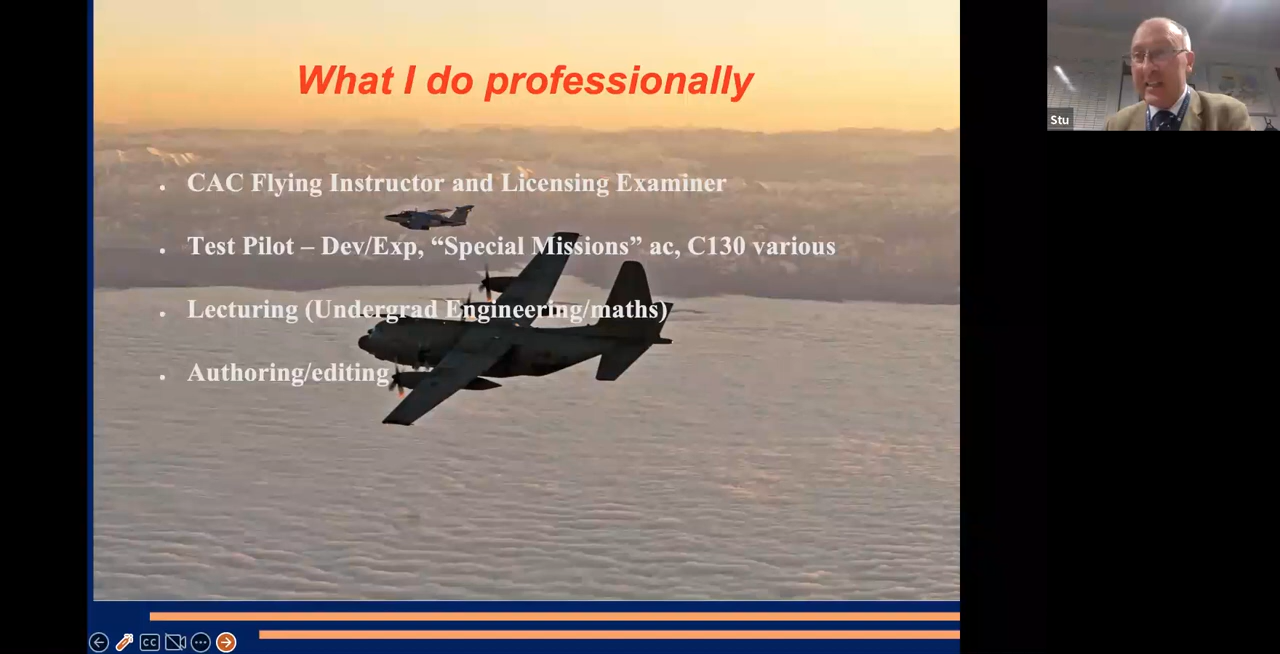 What I do professionally
Stu
• CAC Flying Instructor and Licensing Examiner
• Test Pilot – Dev/Exp, “Special Missions” ac, C130 various
• Lecturing (Undergrad Engineering/maths)
• Authoring/editing
CC